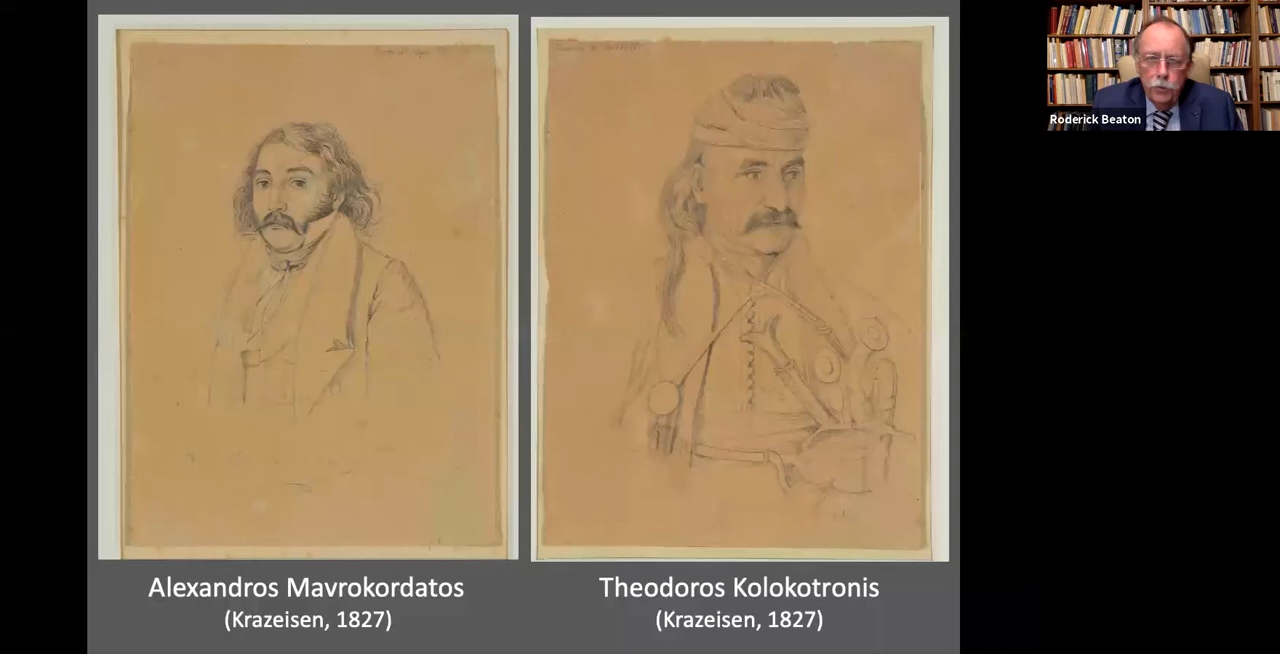 Roderick Beaton
Alexandros Mavrokordatos
(Krazeisen, 1827)
Theodoros Kolokotronis
(Krazeisen, 1827)